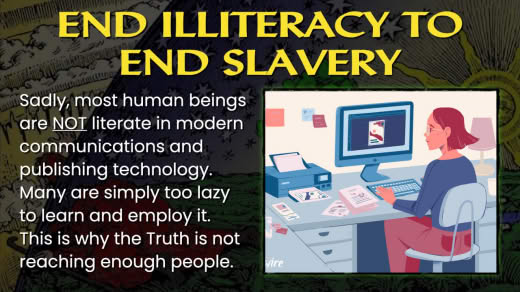 END ILLITERACY TO
END SLAVERY
Sadly, most human beings
are NOT literate in modern
communications and
publishing technology.
Many are simply too lazy
to learn and employ it.
This is why the Truth is not
reaching enough people.